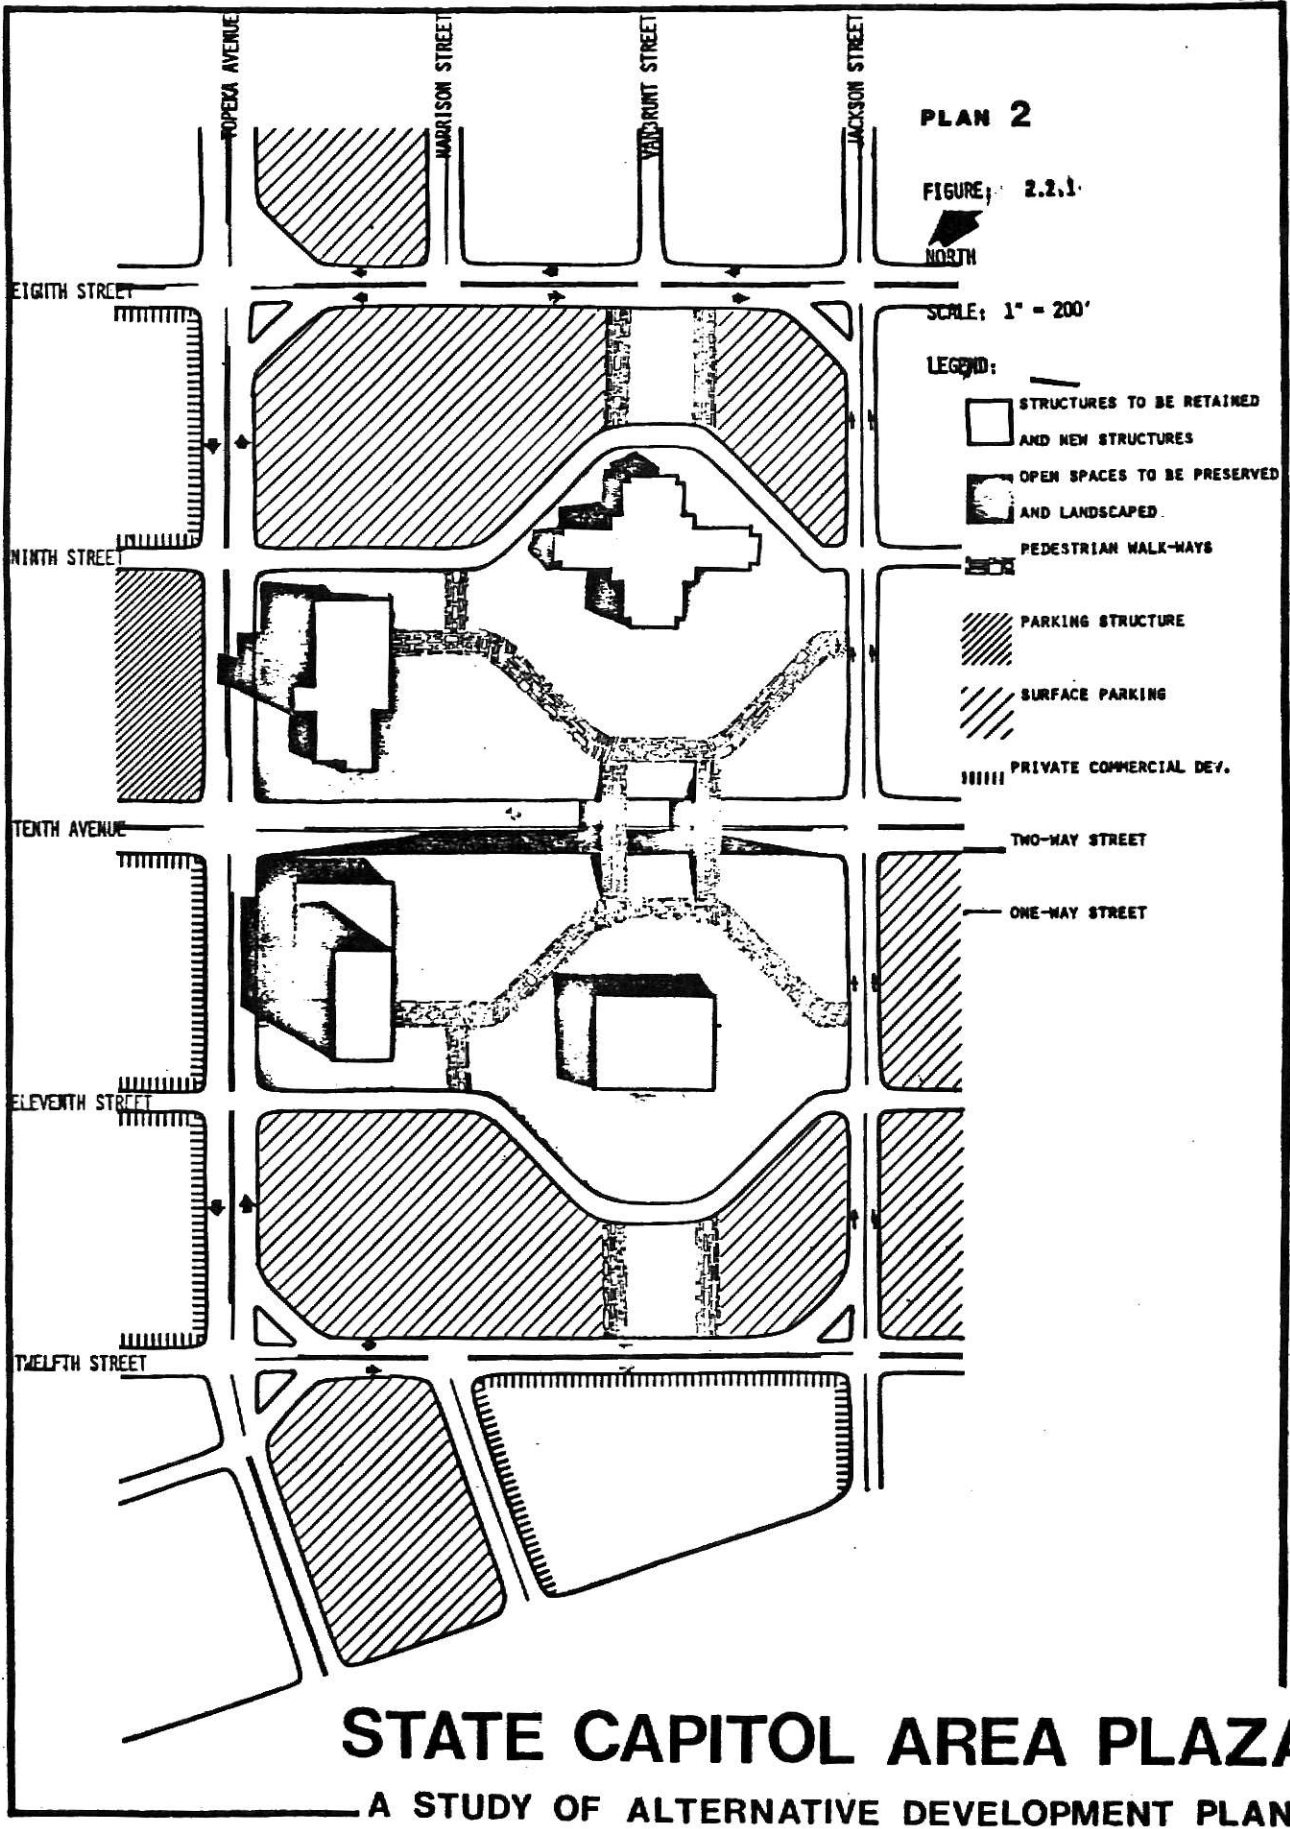 TOPEKA AVENUE
HARRISON STREET
VANBRUNT STREET
JACKSON STREET
PLAN 2
FIGURE: 2.2.1.
NORTH
EIGHTH STREET
SCALE: 1" = 200'
LEGEND:
STRUCTURES TO BE RETAINED
AND NEW STRUCTURES
OPEN SPACES TO BE PRESERVED
AND LANDSCAPED
PEDESTRIAN WALK-WAYS
NINTH STREET
PARKING STRUCTURE
SURFACE PARKING
PRIVATE COMMERCIAL DEV.
TENTH AVENUE
TWO-WAY STREET
ONE-WAY STREET
ELEVENTH STREET
TWELFTH STREET
STATE CAPITOL AREA PLAZA
A STUDY OF ALTERNATIVE DEVELOPMENT PLAN